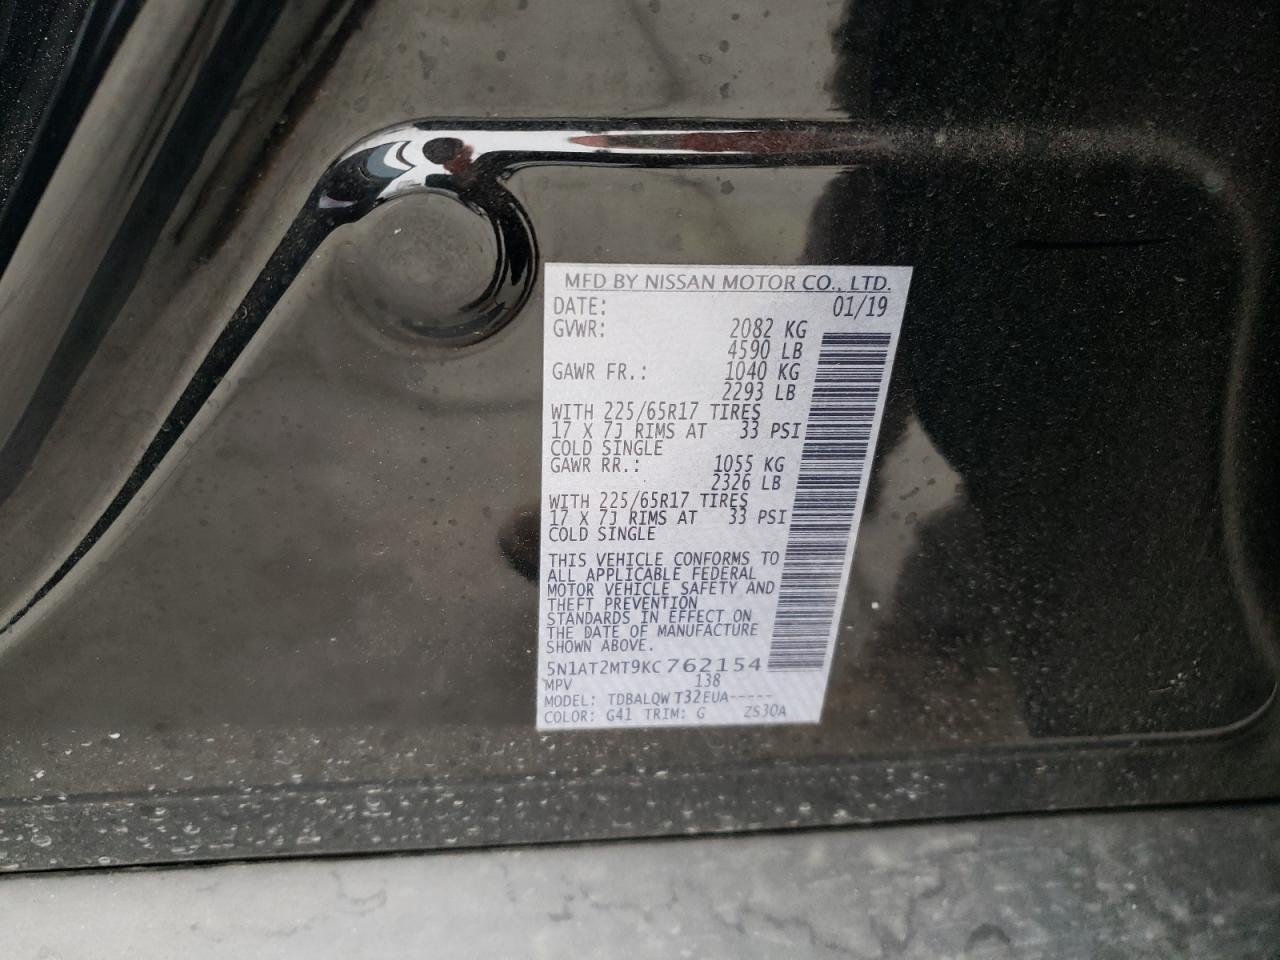 MFD BY NISSAN MOTOR CO., LTD.
DATE: 01/19
GVWR: 2082 KG
4590 LB
GAWR FR.: 1040 KG
2293 LB
WITH 225/65R17 TIRES
17 X 7J RIMS AT 33 PSI
COLD SINGLE
GAWR RR.: 1055 KG
2326 LB
WITH 225/65R17 TIRES
17 X 7J RIMS AT 33 PSI
COLD SINGLE
THIS VEHICLE CONFORMS TO
ALL APPLICABLE FEDERAL
MOTOR VEHICLE SAFETY AND
THEFT PREVENTION
STANDARDS IN EFFECT ON
THE DATE OF MANUFACTURE
SHOWN ABOVE.
5N1AT2MT9KC762154
MPV 138
MODEL: TDBALQW T32EUA-----
COLOR: G41 TRIM: G ZS30A